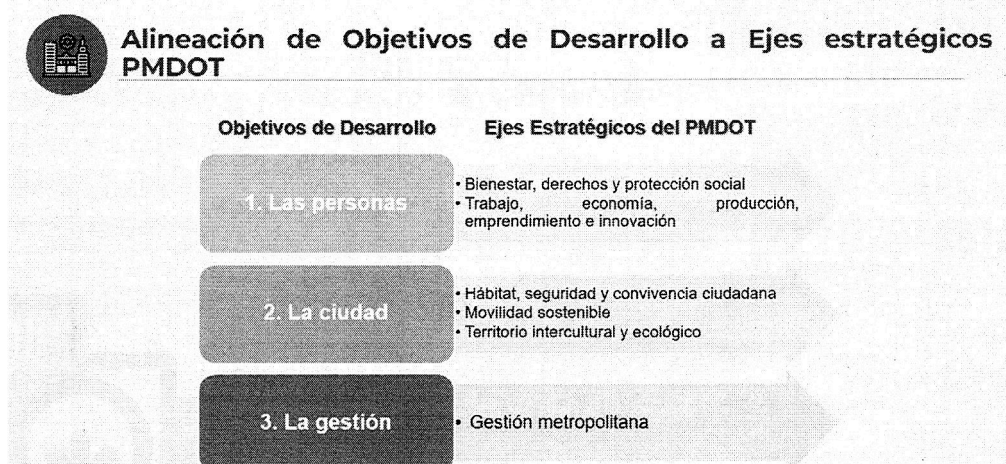 Alineación de Objetivos de Desarrollo a Ejes estratégicos
PMDOT
Objetivos de Desarrollo
Ejes Estratégicos del PMDOT
1. Las personas
• Bienestar, derechos y protección social
• Trabajo, economía, producción,
emprendimiento e innovación
2. La ciudad
• Hábitat, seguridad y convivencia ciudadana
• Movilidad sostenible
• Territorio intercultural y ecológico
3. La gestión
• Gestión metropolitana